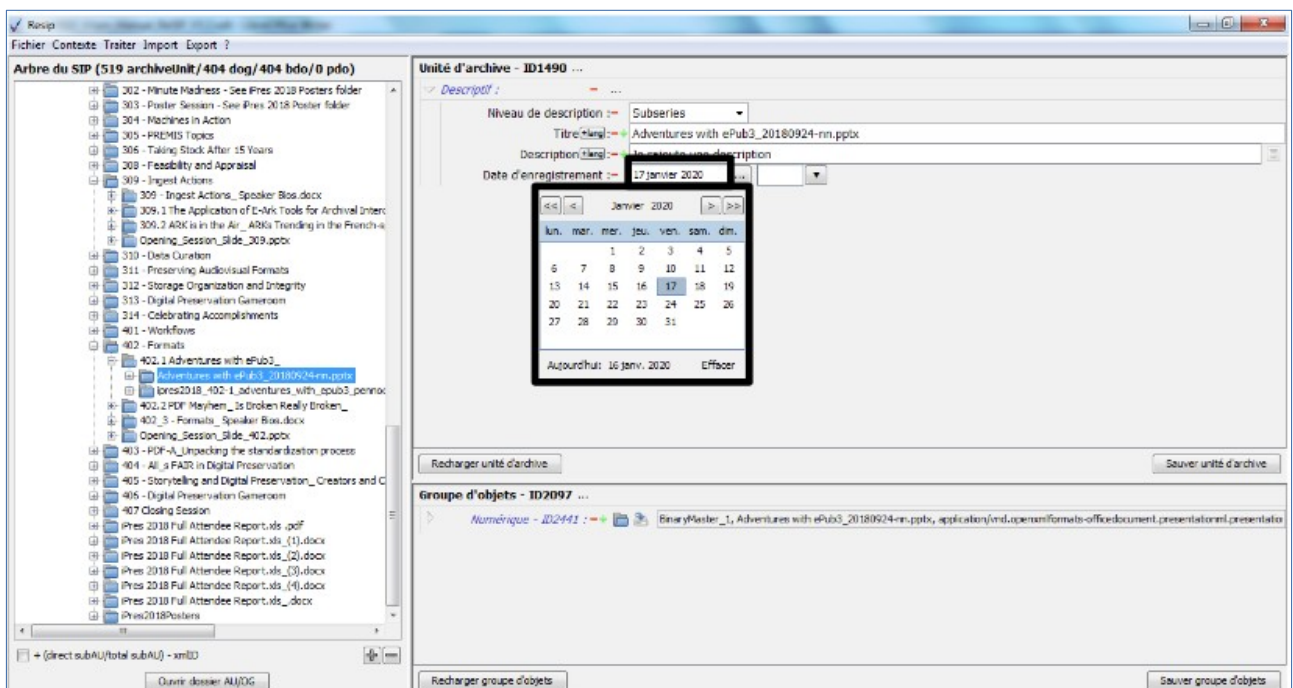 Resip
Fichier Contexte Traiter Import Export ?
Arbre du SIP (519 archiveUnit/404 dog/404 bdo/0 pdo)
302 - Minute Madness - See iPres 2018 Posters folder
303 - Poster Session - See iPres 2018 Poster folder
304 - Machines in Action
305 - PREMIS Topics
306 - Taking Stock After 15 Years
308 - Feasibility and Appraisal
309 - Ingest Actions
309 - Ingest Actions_ Speaker Bios.docx
309.1 The Application of E-Ark Tools for Archival Interc
309.2 ARK is in the Air_ ARKs Trending in the French-s
Opening_Session_Slide_309.pptx
310 - Data Curation
311 - Preserving Audiovisual Formats
312 - Storage Organization and Integrity
313 - Digital Preservation Gameroom
314 - Celebrating Accomplishments
401 - Workflows
402 - Formats
402.1 Adventures with ePub3_
Adventures with ePub3_20180924-nn.pptx
ipres2018_402-1_adventures_with_epub3_pennoc
402.2 PDF Mayhem_ Is Broken Really Broken_
402_3 - Formats_ Speaker Bios.docx
Opening_Session_Slide_402.pptx
403 - PDF-A_Unpacking the standardization process
404 - All_s FAIR in Digital Preservation
405 - Storytelling and Digital Preservation_ Creators and C
406 - Digital Preservation Gameroom
407 Closing Session
iPres 2018 Full Attendee Report.xls .pdf
iPres 2018 Full Attendee Report.xls_(1).docx
iPres 2018 Full Attendee Report.xls_(2).docx
iPres 2018 Full Attendee Report.xls_(3).docx
iPres 2018 Full Attendee Report.xls_(4).docx
iPres 2018 Full Attendee Report.xls_.docx
iPres2018Posters
+ (direct subAU/total subAU) - xmlID
Ouvrir dossier AU/OG
Unité d'archive - ID1490 ...
Descriptif : - ...
Niveau de description :- Subseries
Titre +lang :-+ Adventures with ePub3_20180924-nn.pptx
Description +lang :-+ Je rajoute une description
Date d'enregistrement :- 17 janvier 2020 ...
<< < Janvier 2020 > >>
lun. mar. mer. jeu. ven. sam. dim.
1 2 3 4 5
6 7 8 9 10 11 12
13 14 15 16 17 18 19
20 21 22 23 24 25 26
27 28 29 30 31
Aujourd'hui: 16 janv. 2020 Effacer
Recharger unité d'archive Sauver unité d'archive
Groupe d'objets - ID2097 ...
Numérique - ID2441 :-+ BinaryMaster_1, Adventures with ePub3_20180924-nn.pptx, application/vnd.openxmlformats-officedocument.presentationml.presentatio
Recharger groupe d'objets Sauver groupe d'objets